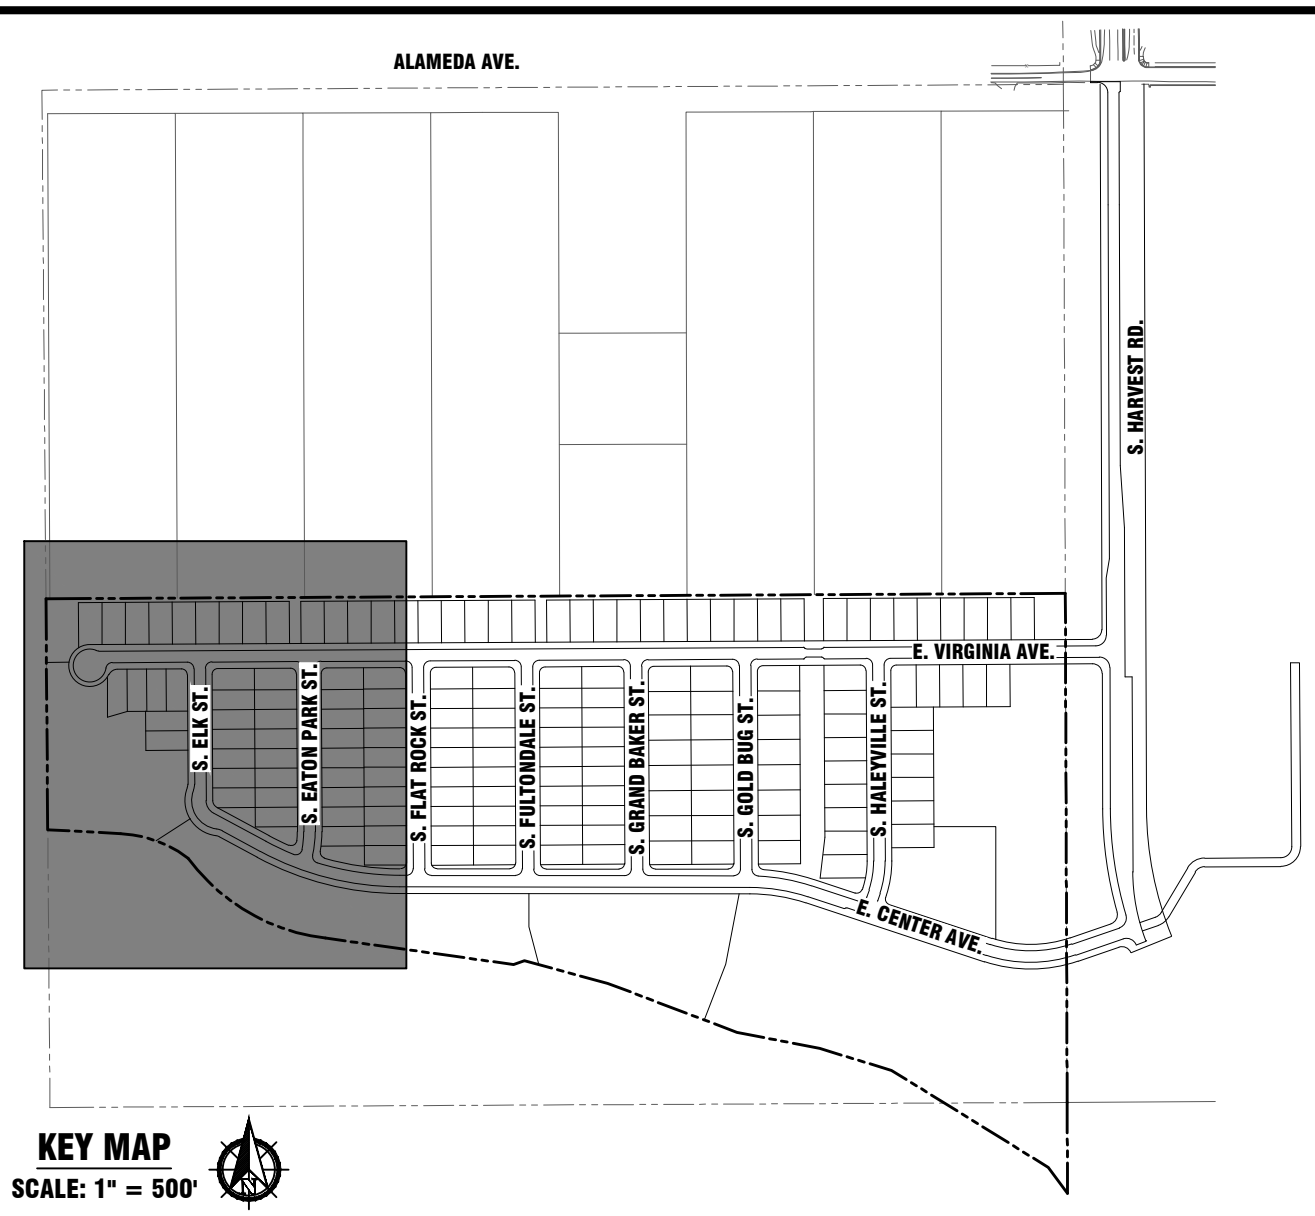 ALAMEDA AVE.
S. HARVEST RD.
E. VIRGINIA AVE.
S. ELK ST.
S. EATON PARK ST.
S. FLAT ROCK ST.
S. FULTONDALE ST.
S. GRAND BAKER ST.
S. GOLD BUG ST.
S. HALEYVILLE ST.
E. CENTER AVE.
KEY MAP
N
SCALE: 1" = 500'